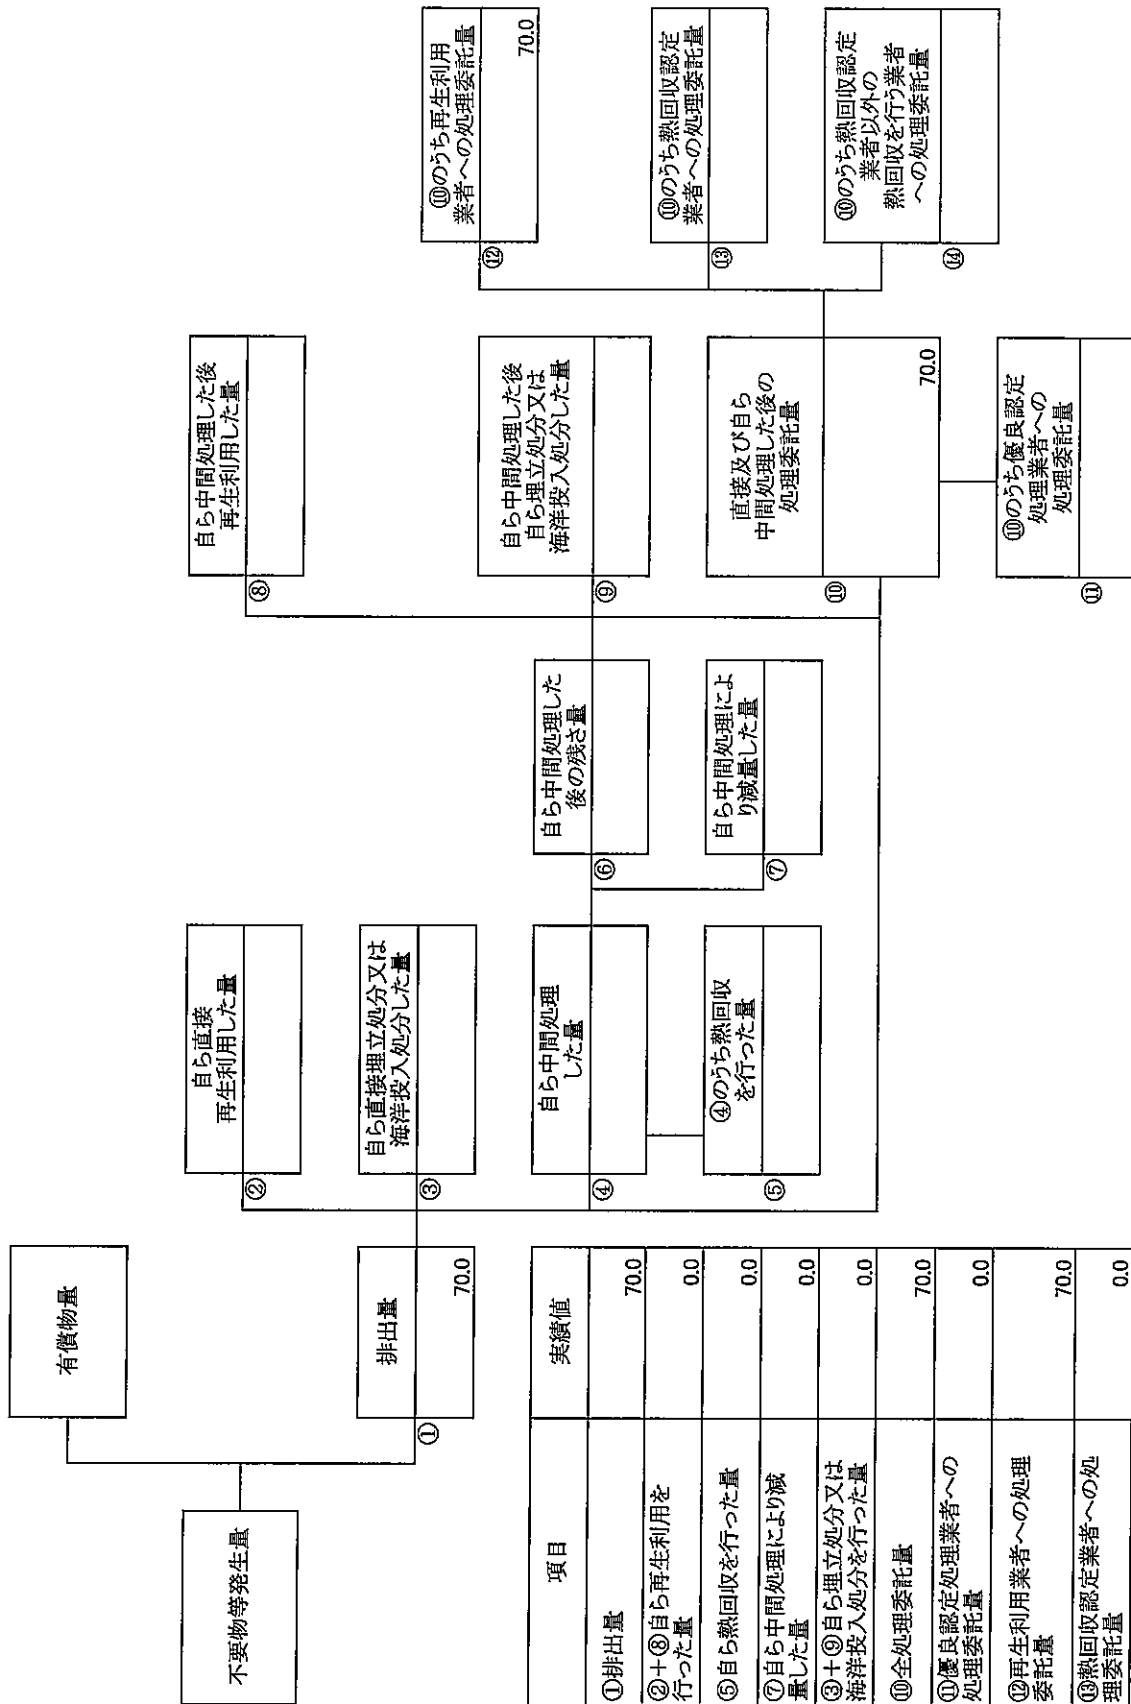 不要物等発生量
有償物量
①
排出量
70.0
②
自ら直接
再生利用した量
③
自ら直接埋立処分又は
海洋投入処分した量
④
自ら中間処理
した量
⑤
④のうち熱回収
を行った量
⑥
自ら中間処理した
後の残さ量
⑦
自ら中間処理によ
り減量した量
⑧
自ら中間処理した後
再生利用した量
⑨
自ら中間処理した後
自ら埋立処分又は
海洋投入処分した量
⑩
直接及び自ら
中間処理した後の
処理委託量
70.0
⑪
⑩のうち優良認定
処理業者への
処理委託量
⑫
⑩のうち再生利用
業者への処理委託量
70.0
⑬
⑩のうち熱回収認定
業者への処理委託量
⑭
⑩のうち熱回収認定
業者以外の
熱回収を行う業者
への処理委託量
項目 実績値
①排出量 70.0
②+⑧自ら再生利用を
行った量 0.0
⑤自ら熱回収を行った量 0.0
⑦自ら中間処理により減
量した量 0.0
③+⑨自ら埋立処分又は
海洋投入処分を行った量 0.0
⑩全処理委託量 70.0
⑪優良認定処理業者への
処理委託量 0.0
⑫再生利用業者への処理
委託量 70.0
⑬熱回収認定業者への処
理委託量 0.0